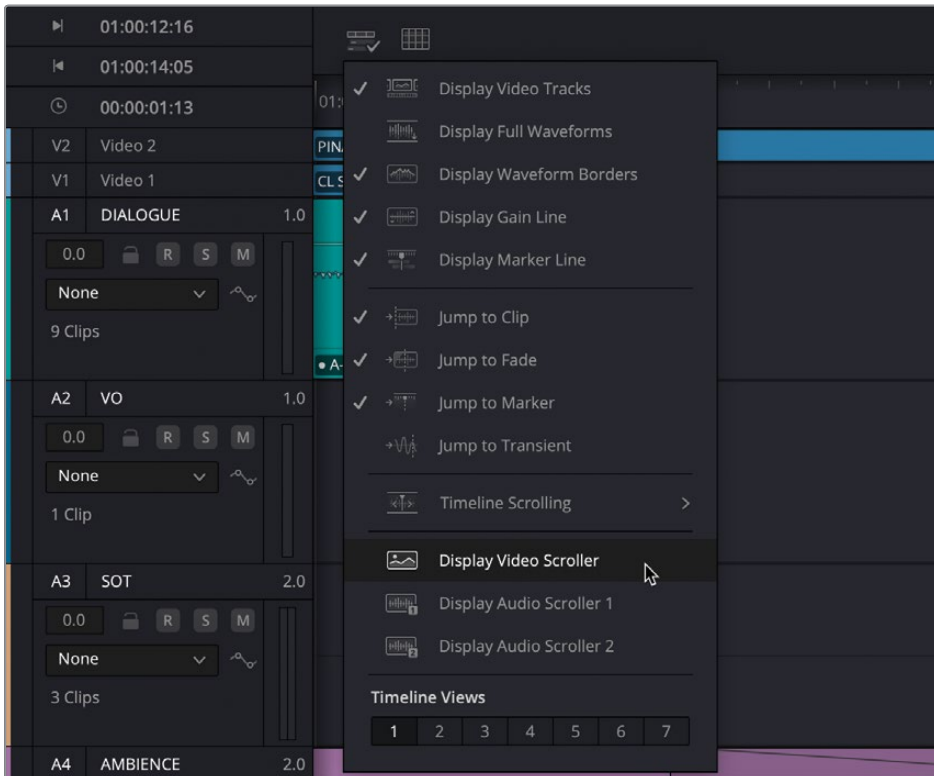 01:00:12:16
01:00:14:05
00:00:01:13
01:
V2 Video 2
PIN
V1 Video 1
CL S
A1 DIALOGUE 1.0
0.0 R S M
None
9 Clips
A-
A2 VO 1.0
0.0 R S M
None
1 Clip
A3 SOT 2.0
0.0 R S M
None
3 Clips
A4 AMBIENCE 2.0
Display Video Tracks
Display Full Waveforms
Display Waveform Borders
Display Gain Line
Display Marker Line
Jump to Clip
Jump to Fade
Jump to Marker
Jump to Transient
Timeline Scrolling
Display Video Scroller
Display Audio Scroller 1
Display Audio Scroller 2
Timeline Views
1 2 3 4 5 6 7